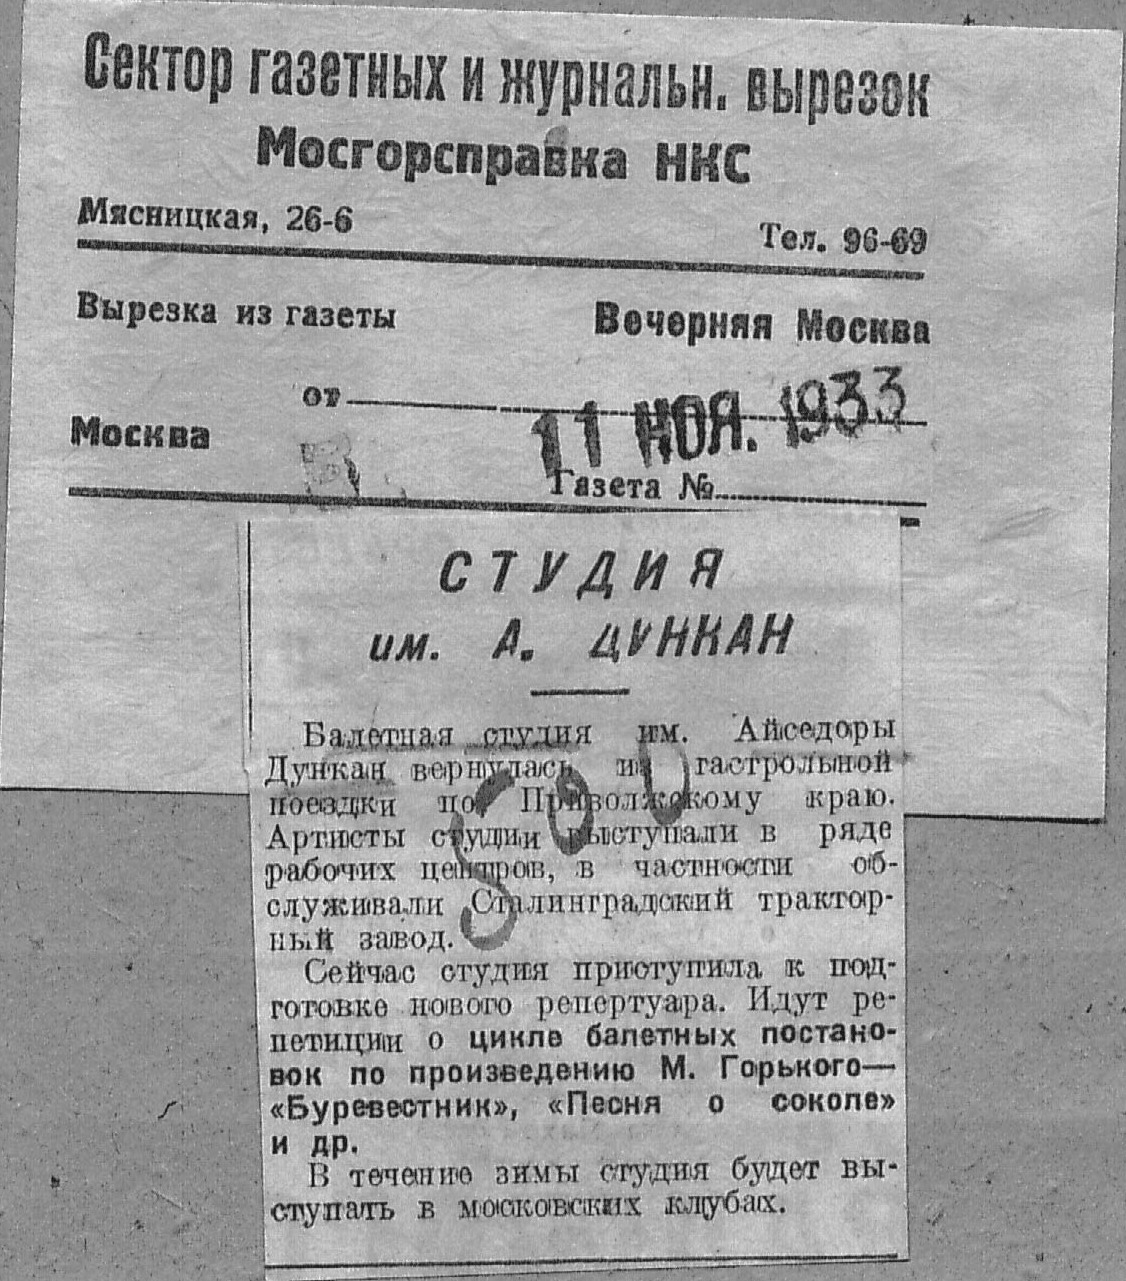 Сектор газетных и журнальн. вырезок
Мосгорсправка НКС
Мясницкая, 26-6 Тел. 96-69
Вырезка из газеты Вечерняя Москва
от 11 НОЯ. 1933
Москва
Газета №
СТУДИЯ
им. А. ДУНКАН
Балетная студия им. Айседоры
Дункан вернулась из гастрольной
поездки по Приволжскому краю.
Артисты студии выступали в ряде
рабочих центров, в частности об-
служивали Сталинградский трактор-
ный завод.
Сейчас студия приступила к под-
готовке нового репертуара. Идут ре-
петиции о цикле балетных постано-
вок по произведению М. Горького—
«Буревестник», «Песня о соколе»
и др.
В течение зимы студия будет вы-
ступать в московских клубах.